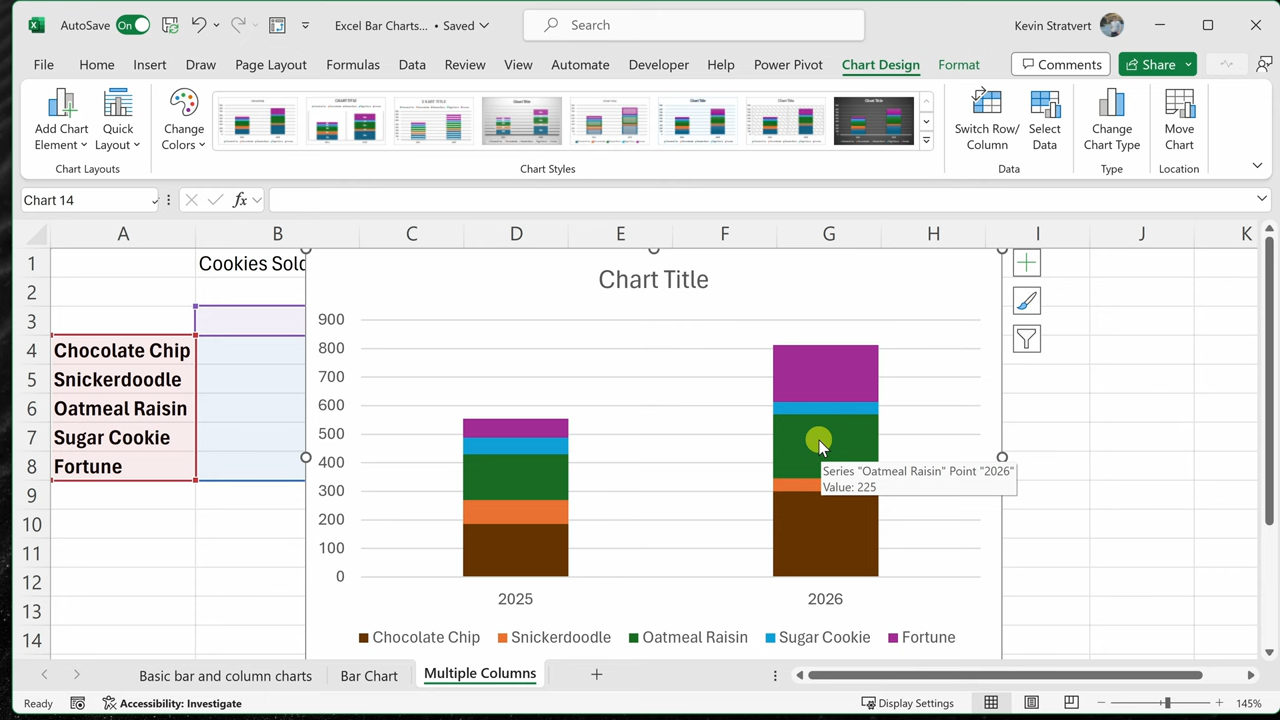 AutoSave On Excel Bar Charts... • Saved Search Kevin Stratvert
File Home Insert Draw Page Layout Formulas Data Review View Automate Developer Help Power Pivot Chart Design Format Comments Share
Add Chart Element
Quick Layout
Change Colors
Switch Row/ Column
Select Data
Change Chart Type
Move Chart
Chart Layouts Chart Styles Data Type Location
Chart 14 fx
A B C D E F G H I J K
1 Cookies Sold
2
3
4 Chocolate Chip
5 Snickerdoodle
6 Oatmeal Raisin
7 Sugar Cookie
8 Fortune
9
10
11
12
13
14
Chart Title
900
800
700
600
500
400
300
200
100
0
Series "Oatmeal Raisin" Point "2026"
Value: 225
2025 2026
Chocolate Chip Snickerdoodle Oatmeal Raisin Sugar Cookie Fortune
Basic bar and column charts Bar Chart Multiple Columns
Ready Accessibility: Investigate Display Settings 145%